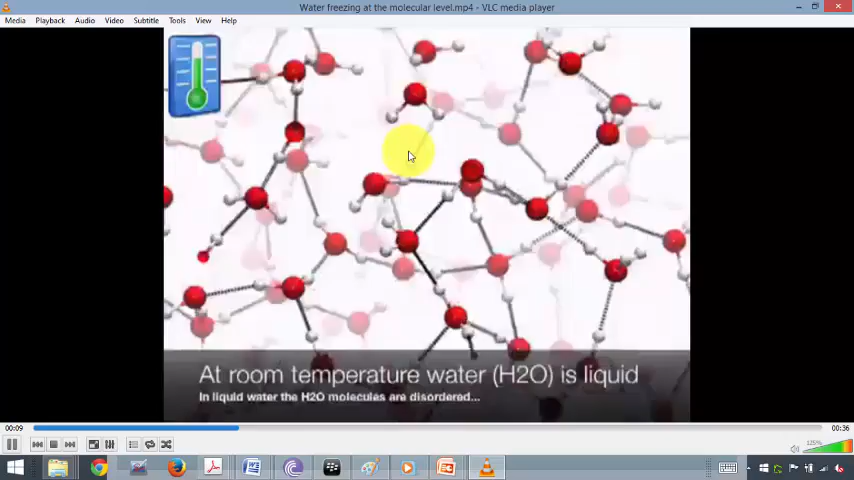 Water freezing at the molecular level.mp4 - VLC media player
Media Playback Audio Video Subtitle Tools View Help
At room temperature water (H2O) is liquid
In liquid water the H2O molecules are disordered...
00:09
00:36
125%